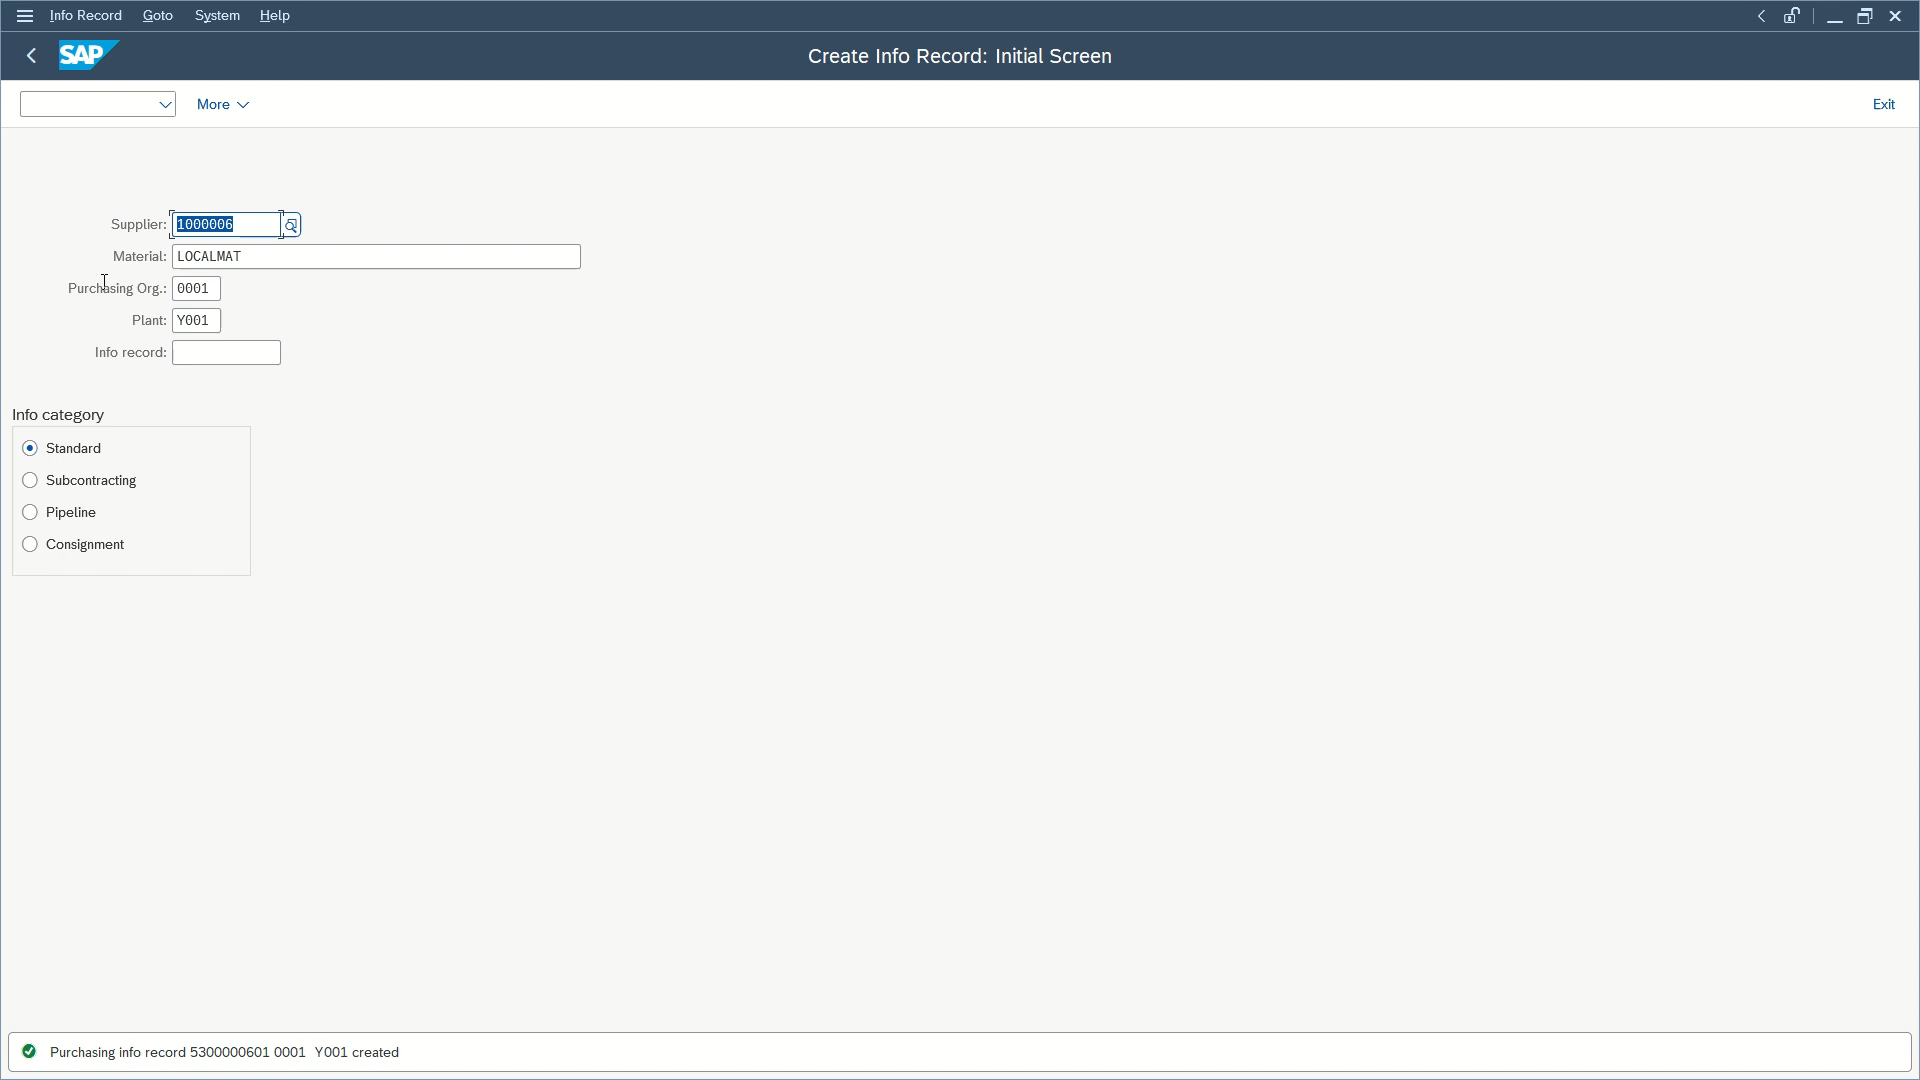 Info Record Goto System Help
SAP Create Info Record: Initial Screen
More Exit
Supplier: 1000006
Material: LOCALMAT
Purchasing Org.: 0001
Plant: Y001
Info record:
Info category
Standard
Subcontracting
Pipeline
Consignment
Purchasing info record 5300000601 0001 Y001 created